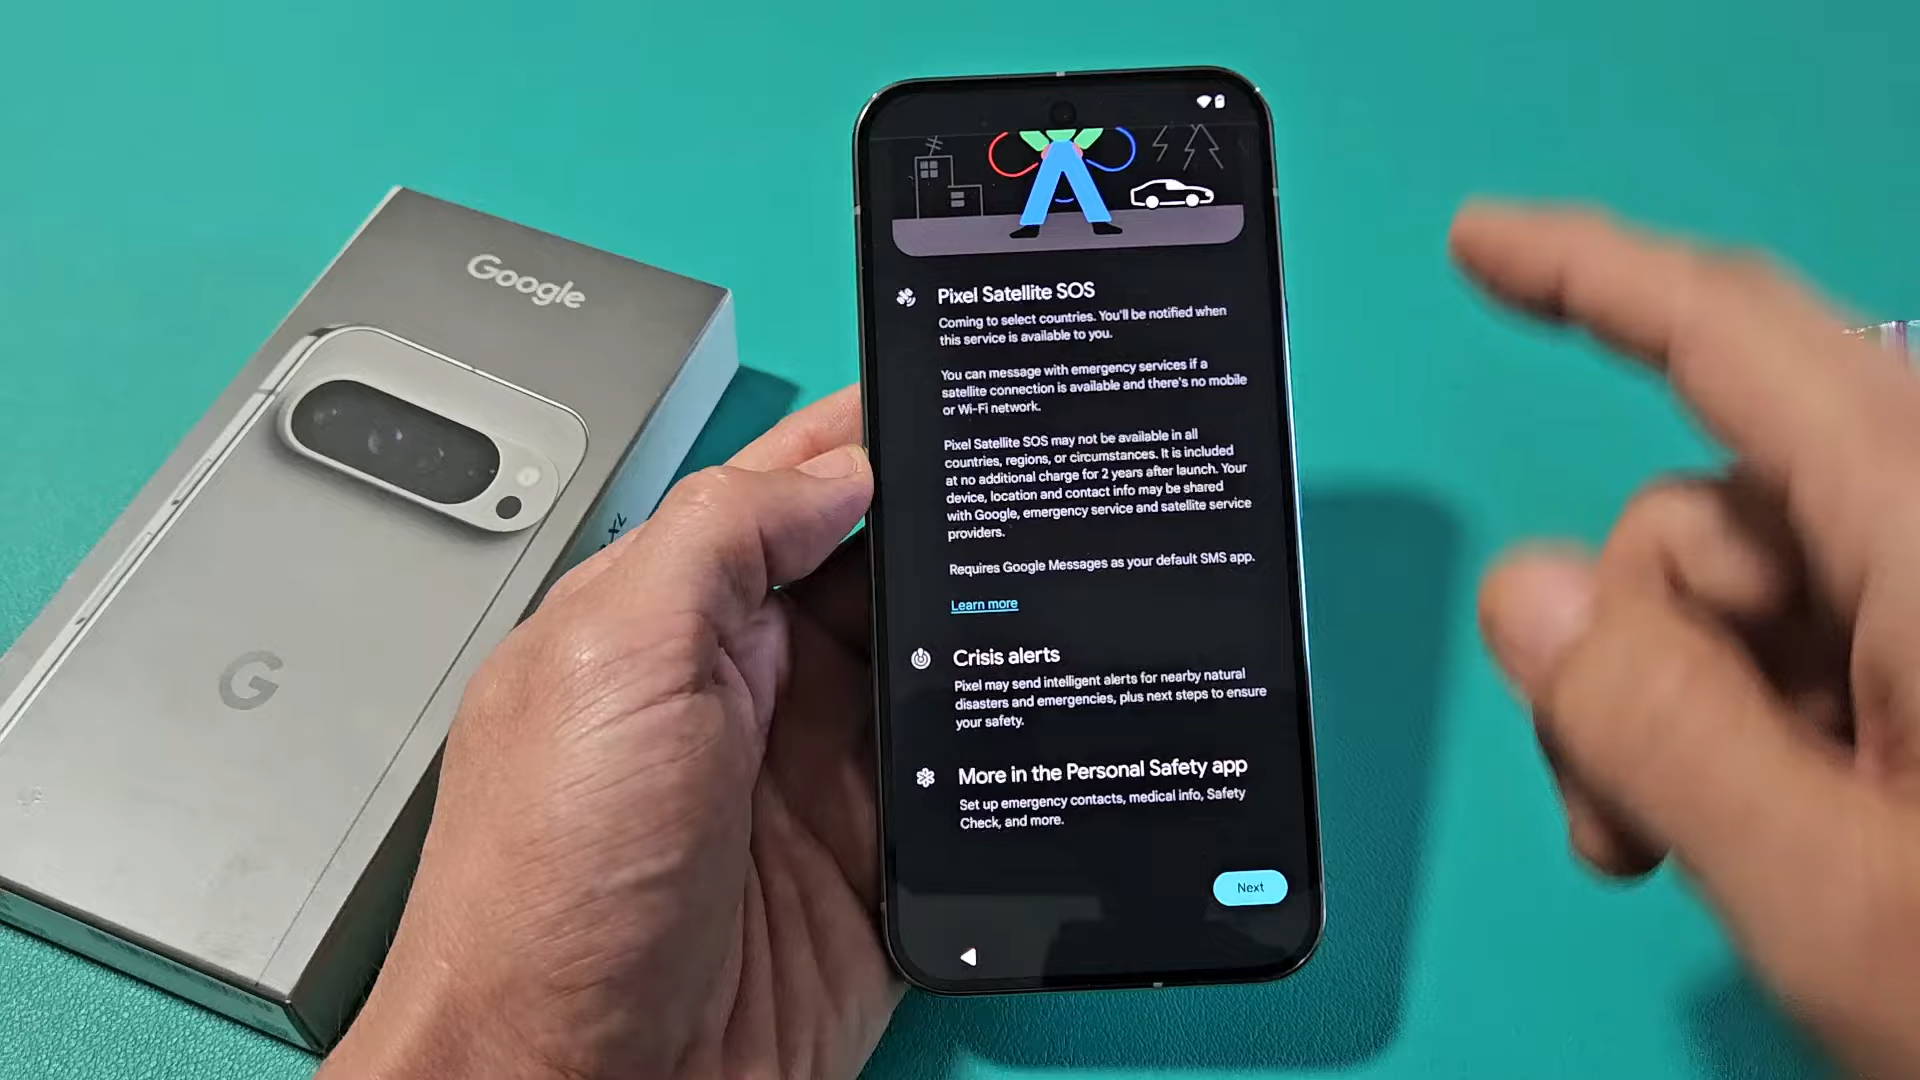 Google
G
XL
Pixel Satellite SOS
Coming to select countries. You'll be notified when
this service is available to you.
You can message with emergency services if a
satellite connection is available and there's no mobile
or Wi-Fi network.
Pixel Satellite SOS may not be available in all
countries, regions, or circumstances. It is included
at no additional charge for 2 years after launch. Your
device, location and contact info may be shared
with Google, emergency service and satellite service
providers.
Requires Google Messages as your default SMS app.
Learn more
Crisis alerts
Pixel may send intelligent alerts for nearby natural
disasters and emergencies, plus next steps to ensure
your safety.
More in the Personal Safety app
Set up emergency contacts, medical info, Safety
Check, and more.
Next